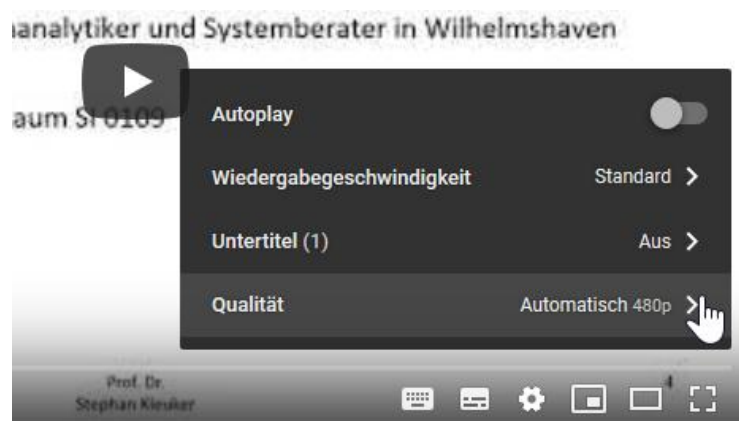 analytiker und Systemberater in Wilhelmshaven
aum SI 0109
Autoplay
Wiedergabegeschwindigkeit Standard
Untertitel (1) Aus
Qualität Automatisch 480p
Prof. Dr.
Stephan Kleuker
4